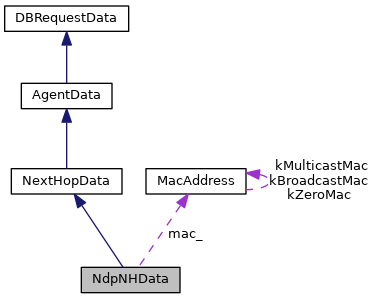 DBRequestData
AgentData
NextHopData
MacAddress
kMulticastMac
kBroadcastMac
kZeroMac
mac_
NdpNHData